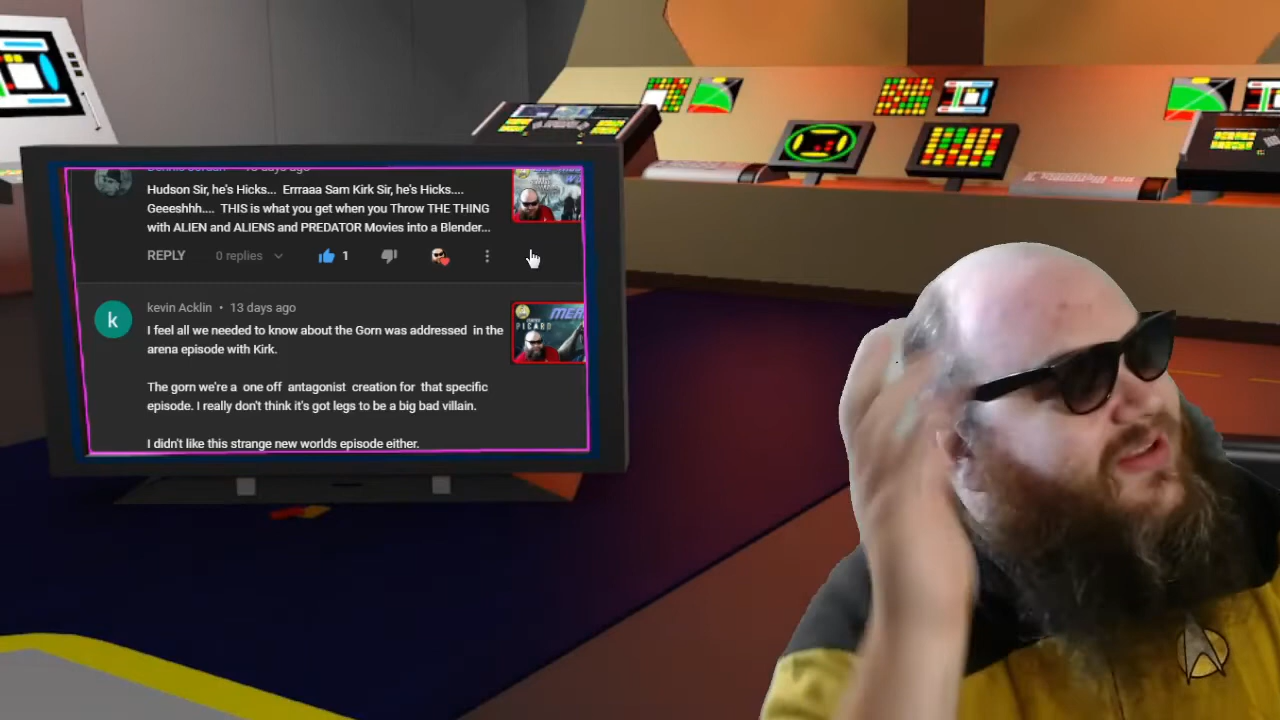 Hudson Sir, he's Hicks... Errraaa Sam Kirk Sir, he's Hicks....
Geeeshhh.... THIS is what you get when you Throw THE THING
with ALIEN and ALIENS and PREDATOR Movies into a Blender...
REPLY 0 replies 1
k
kevin Acklin • 13 days ago
I feel all we needed to know about the Gorn was addressed in the
arena episode with Kirk.
The gorn we're a one off antagonist creation for that specific
episode. I really don't think it's got legs to be a big bad villain.
I didn't like this strange new worlds episode either.
PICARD